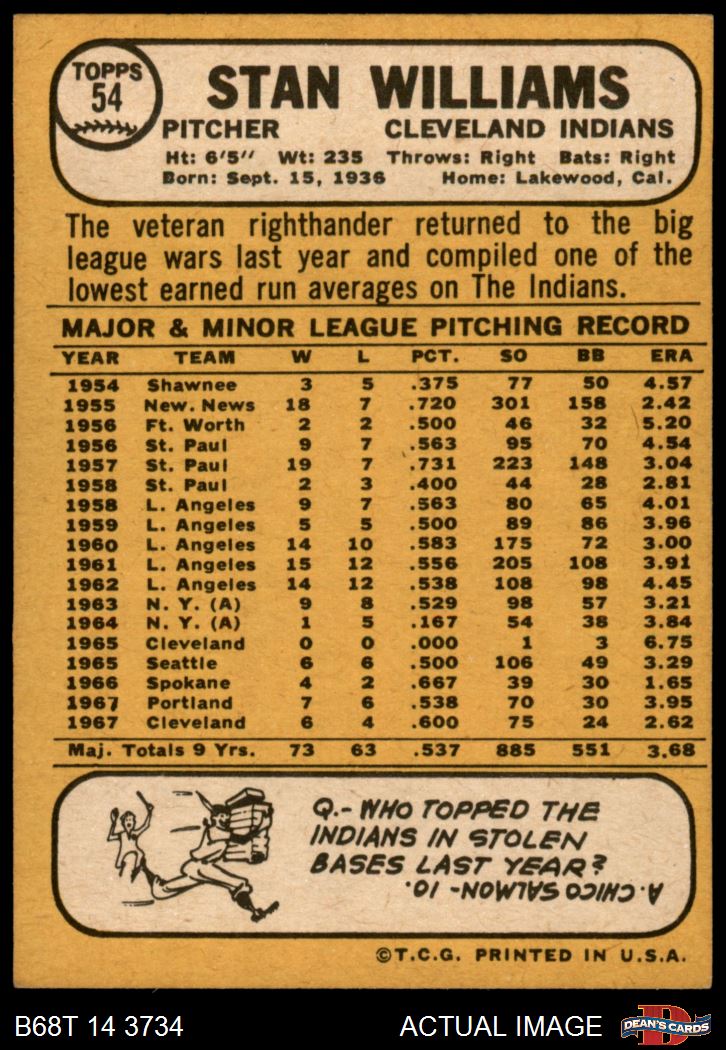 TOPPS
54
STAN WILLIAMS
PITCHER CLEVELAND INDIANS
Ht: 6'5" Wt: 235 Throws: Right Bats: Right
Born: Sept. 15, 1936 Home: Lakewood, Cal.
The veteran righthander returned to the big
league wars last year and compiled one of the
lowest earned run averages on The Indians.
MAJOR & MINOR LEAGUE PITCHING RECORD
YEAR TEAM W L PCT. SO BB ERA
1954 Shawnee 3 5 .375 77 50 4.57
1955 New. News 18 7 .720 301 158 2.42
1956 Ft. Worth 2 2 .500 46 32 5.20
1956 St. Paul 9 7 .563 95 70 4.54
1957 St. Paul 19 7 .731 223 148 3.04
1958 St. Paul 2 3 .400 44 28 2.81
1958 L. Angeles 9 7 .563 80 65 4.01
1959 L. Angeles 5 5 .500 89 86 3.96
1960 L. Angeles 14 10 .583 175 72 3.00
1961 L. Angeles 15 12 .556 205 108 3.91
1962 L. Angeles 14 12 .538 108 98 4.45
1963 N. Y. (A) 9 8 .529 98 57 3.21
1964 N. Y. (A) 1 5 .167 54 38 3.84
1965 Cleveland 0 0 .000 1 3 6.75
1965 Seattle 6 6 .500 106 49 3.29
1966 Spokane 4 2 .667 39 30 1.65
1967 Portland 7 6 .538 70 30 3.95
1967 Cleveland 6 4 .600 75 24 2.62
Maj. Totals 9 Yrs. 73 63 .537 885 551 3.68
Q.- WHO TOPPED THE
INDIANS IN STOLEN
BASES LAST YEAR?
A. CHICO SALMON- 10.
©T.C.G. PRINTED IN U.S.A.
B68T 14 3734 ACTUAL IMAGE
D
DEAN'S CARDS